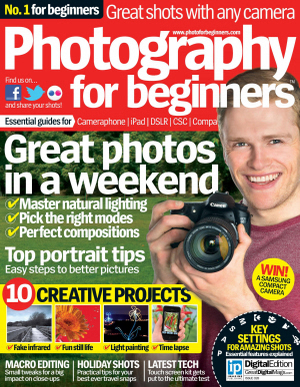 No.1 for beginners
Great shots with any camera
Photography
www.photoforbeginners.com
for beginners
Find us on...
and share your shots!
Essential guides for Cameraphone | iPad | DSLR | CSC | Compa
Great photos
in a weekend
Master natural lighting
Pick the right modes
Perfect compositions
Canon
Top portrait tips
Easy steps to better pictures
WIN!
A SAMSUNG
COMPACT
CAMERA
10 CREATIVE PROJECTS
Fake infrared
Fun still life
Light painting
Time lapse
KEY
SETTINGS
FOR AMAZING SHOTS
Essential features explained
MACRO EDITING
Small tweaks for a big
impact on close-ups
HOLIDAY SHOTS
Practical tips for your
best ever travel snaps
LATEST TECH
Touch screen kit gets
put to the ultimate test
DigitalEdition
GreatDigitalMags.com